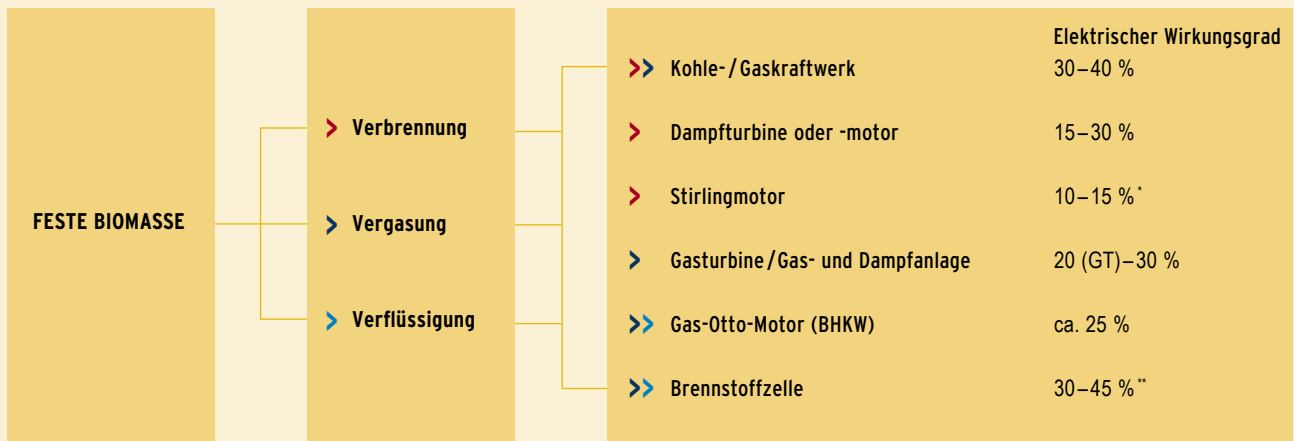 FESTE BIOMASSE
Verbrennung
Vergasung
Verflüssigung
Elektrischer Wirkungsgrad
Kohle-/Gaskraftwerk 30–40 %
Dampfturbine oder -motor 15–30 %
Stirlingmotor 10–15 % *
Gasturbine/Gas- und Dampfanlage 20 (GT)–30 %
Gas-Otto-Motor (BHKW) ca. 25 %
Brennstoffzelle 30–45 % **